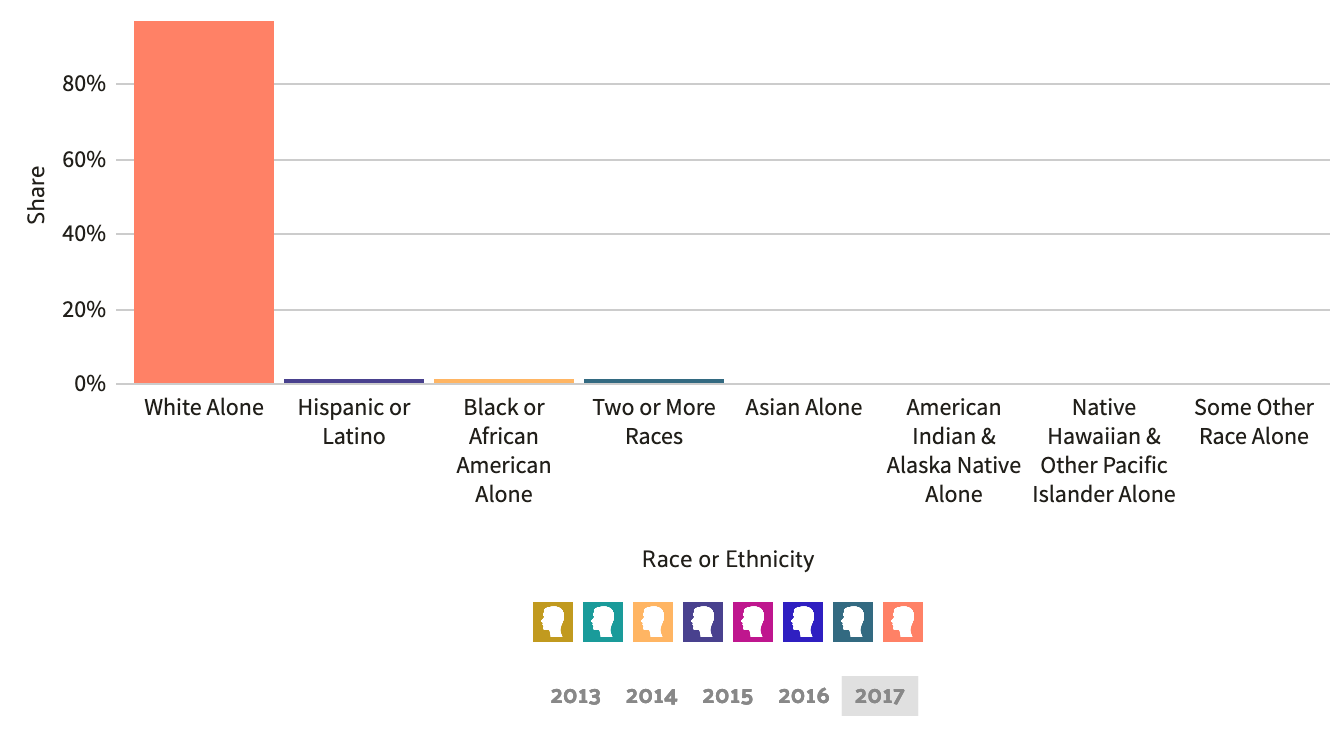 80%
60%
40%
20%
0%
Share
White Alone
Hispanic or
Latino
Black or
African
American
Alone
Two or More
Races
Asian Alone
American
Indian &
Alaska Native
Alone
Native
Hawaiian &
Other Pacific
Islander Alone
Some Other
Race Alone
Race or Ethnicity
2013 2014 2015 2016 2017